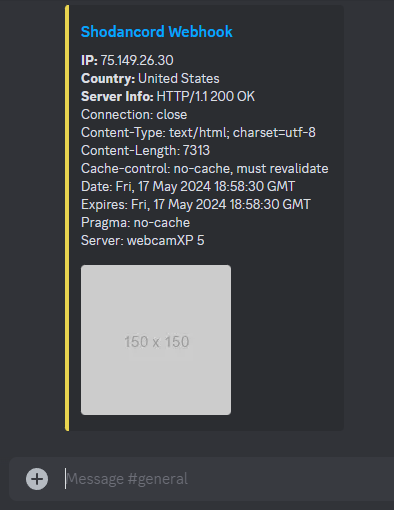 Shodancord Webhook
IP: 75.149.26.30
Country: United States
Server Info: HTTP/1.1 200 OK
Connection: close
Content-Type: text/html; charset=utf-8
Content-Length: 7313
Cache-control: no-cache, must revalidate
Date: Fri, 17 May 2024 18:58:30 GMT
Expires: Fri, 17 May 2024 18:58:30 GMT
Pragma: no-cache
Server: webcamXP 5
150 x 150
Message #general